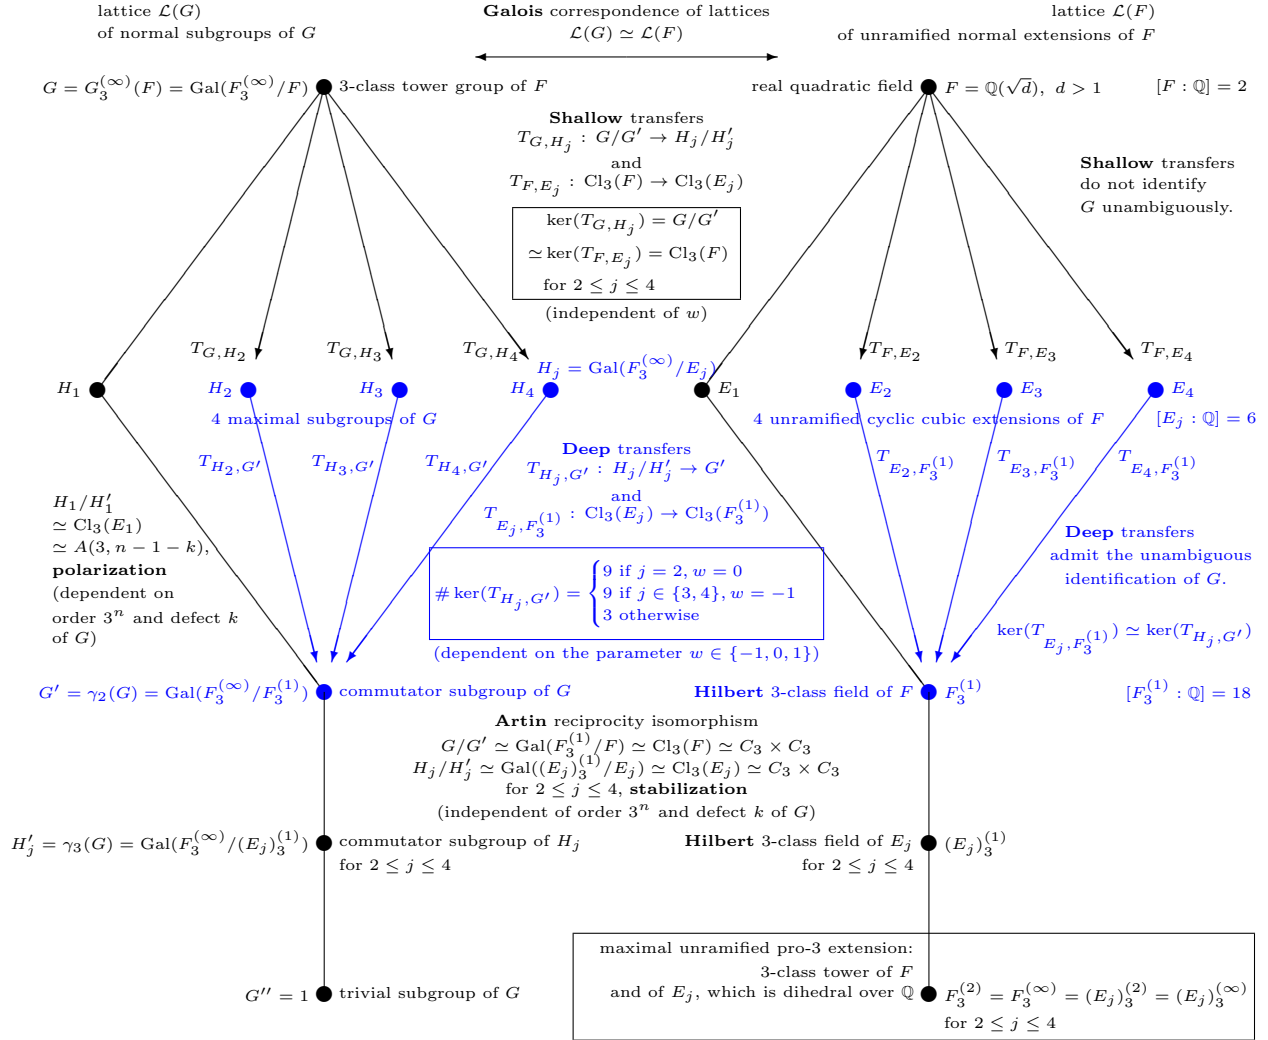 lattice ℒ(G)
of normal subgroups of G
Galois correspondence of lattices
ℒ(G) ≃ ℒ(F)
lattice ℒ(F)
of unramified normal extensions of F
G = G_3^{(∞)}(F) = Gal(F_3^{(∞)}/F)
3-class tower group of F
real quadratic field
F = ℚ(√d), d > 1
[F : ℚ] = 2
Shallow transfers
T_{G,H_j} : G/G′ → H_j/H_j′
and
T_{F,E_j} : Cl_3(F) → Cl_3(E_j)
Shallow transfers
do not identify
G unambiguously.
ker(T_{G,H_j}) = G/G′
≃ ker(T_{F,E_j}) = Cl_3(F)
for 2 ≤ j ≤ 4
(independent of w)
T_{G,H_2}
T_{G,H_3}
T_{G,H_4}
T_{F,E_2}
T_{F,E_3}
T_{F,E_4}
H_j = Gal(F_3^{(∞)}/E_j)
H_1
H_2
H_3
H_4
E_1
E_2
E_3
E_4
4 maximal subgroups of G
4 unramified cyclic cubic extensions of F
[E_j : ℚ] = 6
T_{H_2,G′}
T_{H_3,G′}
T_{H_4,G′}
Deep transfers
T_{H_j,G′} : H_j/H_j′ → G′
and
T_{E_j,F_3^{(1)}} : Cl_3(E_j) → Cl_3(F_3^{(1)})
T_{E_2,F_3^{(1)}}
T_{E_3,F_3^{(1)}}
T_{E_4,F_3^{(1)}}
H_1/H_1′
≃ Cl_3(E_1)
≃ A(3, n − 1 − k),
polarization
(dependent on
order 3^n and defect k
of G)
Deep transfers
admit the unambiguous
identification of G.
# ker(T_{H_j,G′}) = {
9 if j = 2, w = 0
9 if j ∈ {3, 4}, w = −1
3 otherwise
(dependent on the parameter w ∈ {−1, 0, 1})
ker(T_{E_j,F_3^{(1)}}) ≃ ker(T_{H_j,G′})
G′ = γ_2(G) = Gal(F_3^{(∞)}/F_3^{(1)})
commutator subgroup of G
Hilbert 3-class field of F
F_3^{(1)}
[F_3^{(1)} : ℚ] = 18
Artin reciprocity isomorphism
G/G′ ≃ Gal(F_3^{(1)}/F) ≃ Cl_3(F) ≃ C_3 × C_3
H_j/H_j′ ≃ Gal((E_j)_3^{(1)}/E_j) ≃ Cl_3(E_j) ≃ C_3 × C_3
for 2 ≤ j ≤ 4, stabilization
(independent of order 3^n and defect k of G)
H_j′ = γ_3(G) = Gal(F_3^{(∞)}/(E_j)_3^{(1)})
commutator subgroup of H_j
for 2 ≤ j ≤ 4
Hilbert 3-class field of E_j
for 2 ≤ j ≤ 4
(E_j)_3^{(1)}
maximal unramified pro-3 extension:
3-class tower of F
and of E_j, which is dihedral over ℚ
G″ = 1
trivial subgroup of G
F_3^{(2)} = F_3^{(∞)} = (E_j)_3^{(2)} = (E_j)_3^{(∞)}
for 2 ≤ j ≤ 4